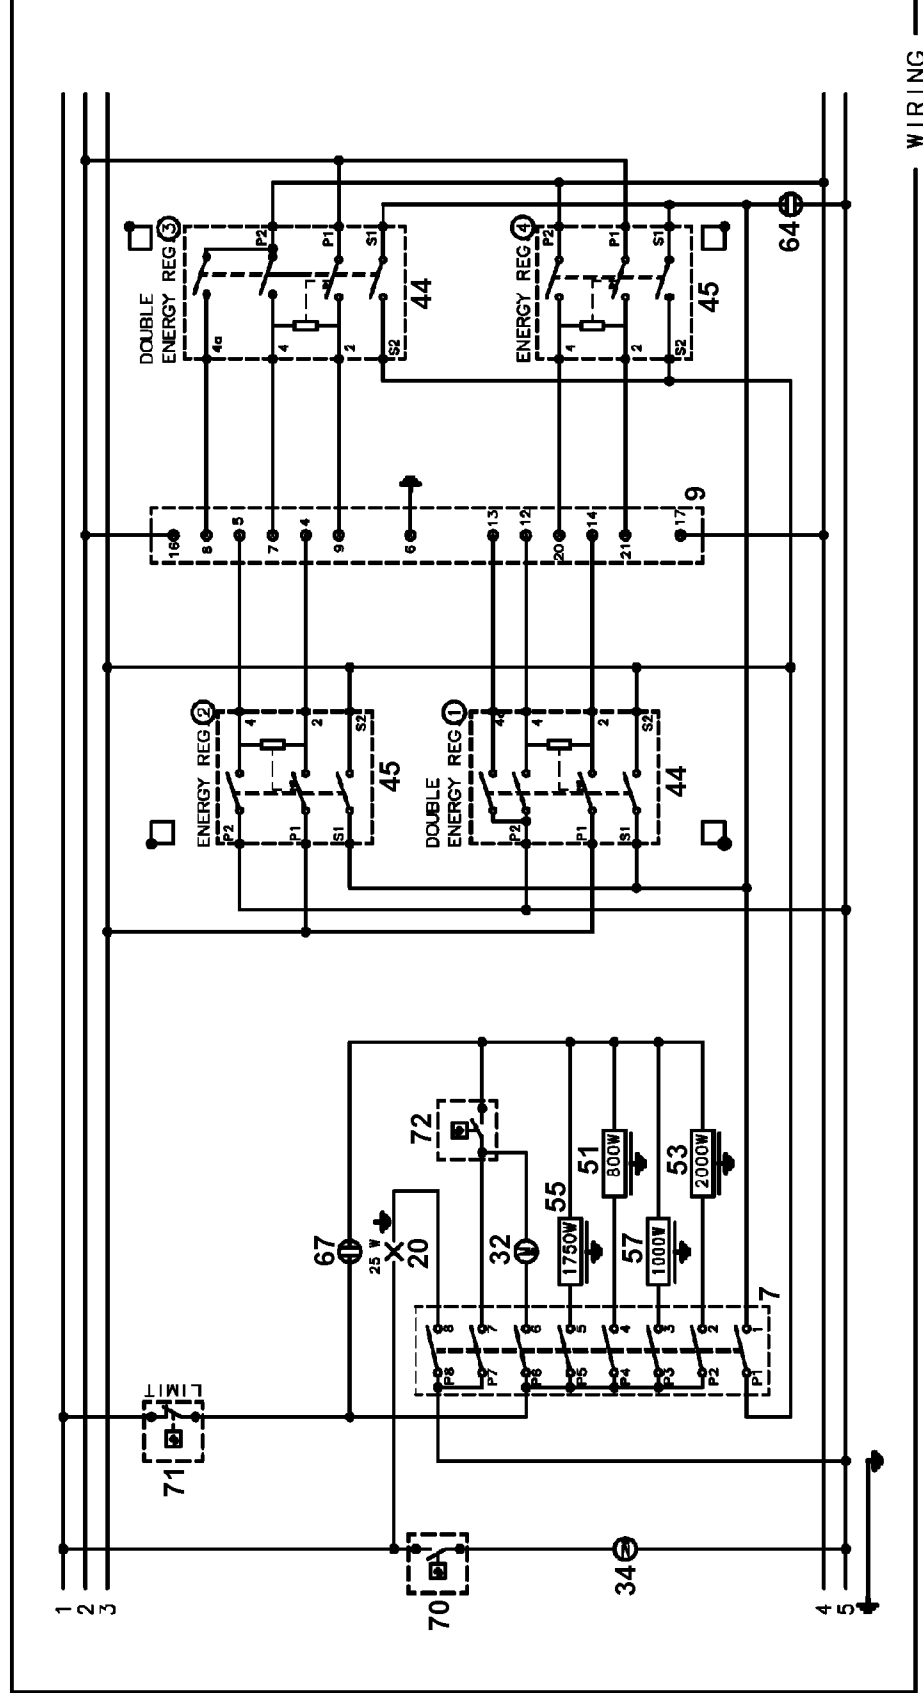 WIRING
1
2
3
4
5
70
34
71
LIMIT
67
25 W
20
72
32
55
1750W
51
800W
57
1000W
53
2000W
7
P8 8
P7 7
P6 6
P5 5
P4 4
P3 3
P2 2
P1 1
ENERGY REG 2
P2 4
P1 2
S1 S2
45
DOUBLE
ENERGY REG 1
4a
P2 4
P1 2
S1 S2
44
16
8
5
7
4
9
6
13
12
20
14
21
17
9
DOUBLE
ENERGY REG 3
4a
4 P2
2 P1
S2 S1
44
ENERGY REG 4
4 P2
2 P1
S2 S1
45
64